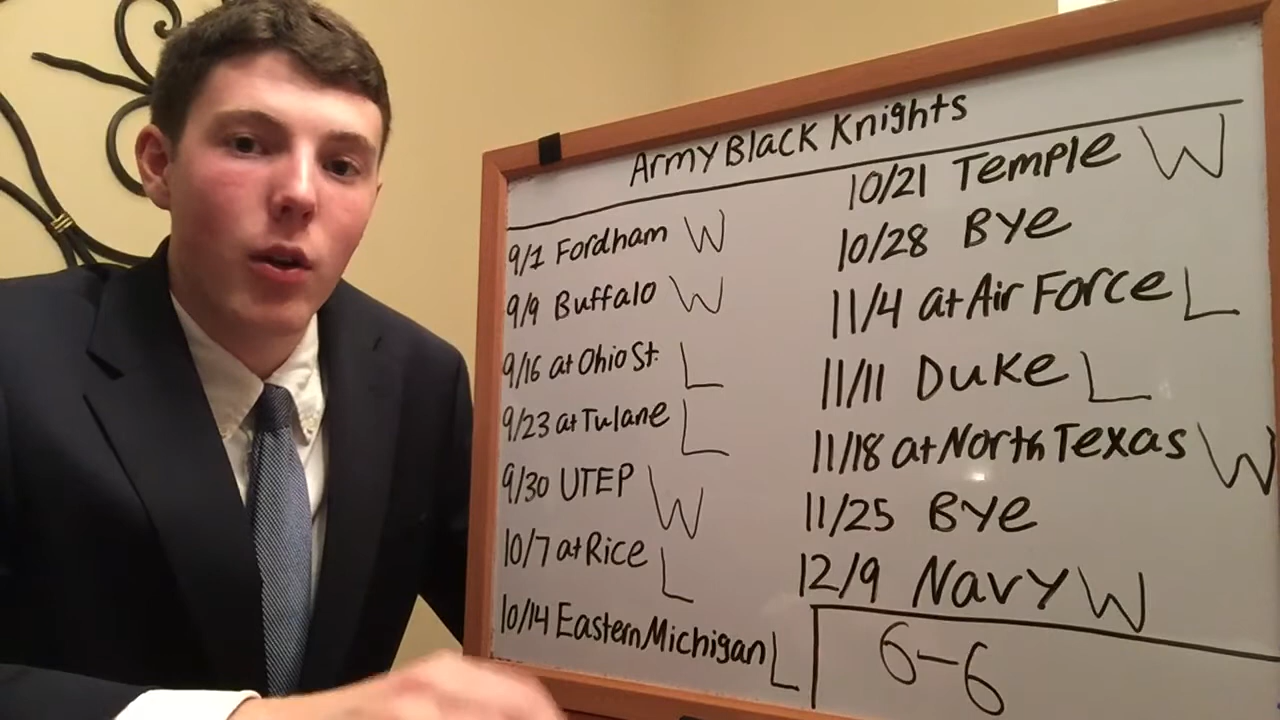 Army Black Knights
9/1 Fordham W
9/9 Buffalo W
9/16 at Ohio St. L
9/23 at Tulane L
9/30 UTEP W
10/7 at Rice L
10/14 Eastern Michigan L
10/21 Temple W
10/28 Bye
11/4 at Air Force L
11/11 Duke L
11/18 at North Texas W
11/25 Bye
12/9 Navy W
6-6